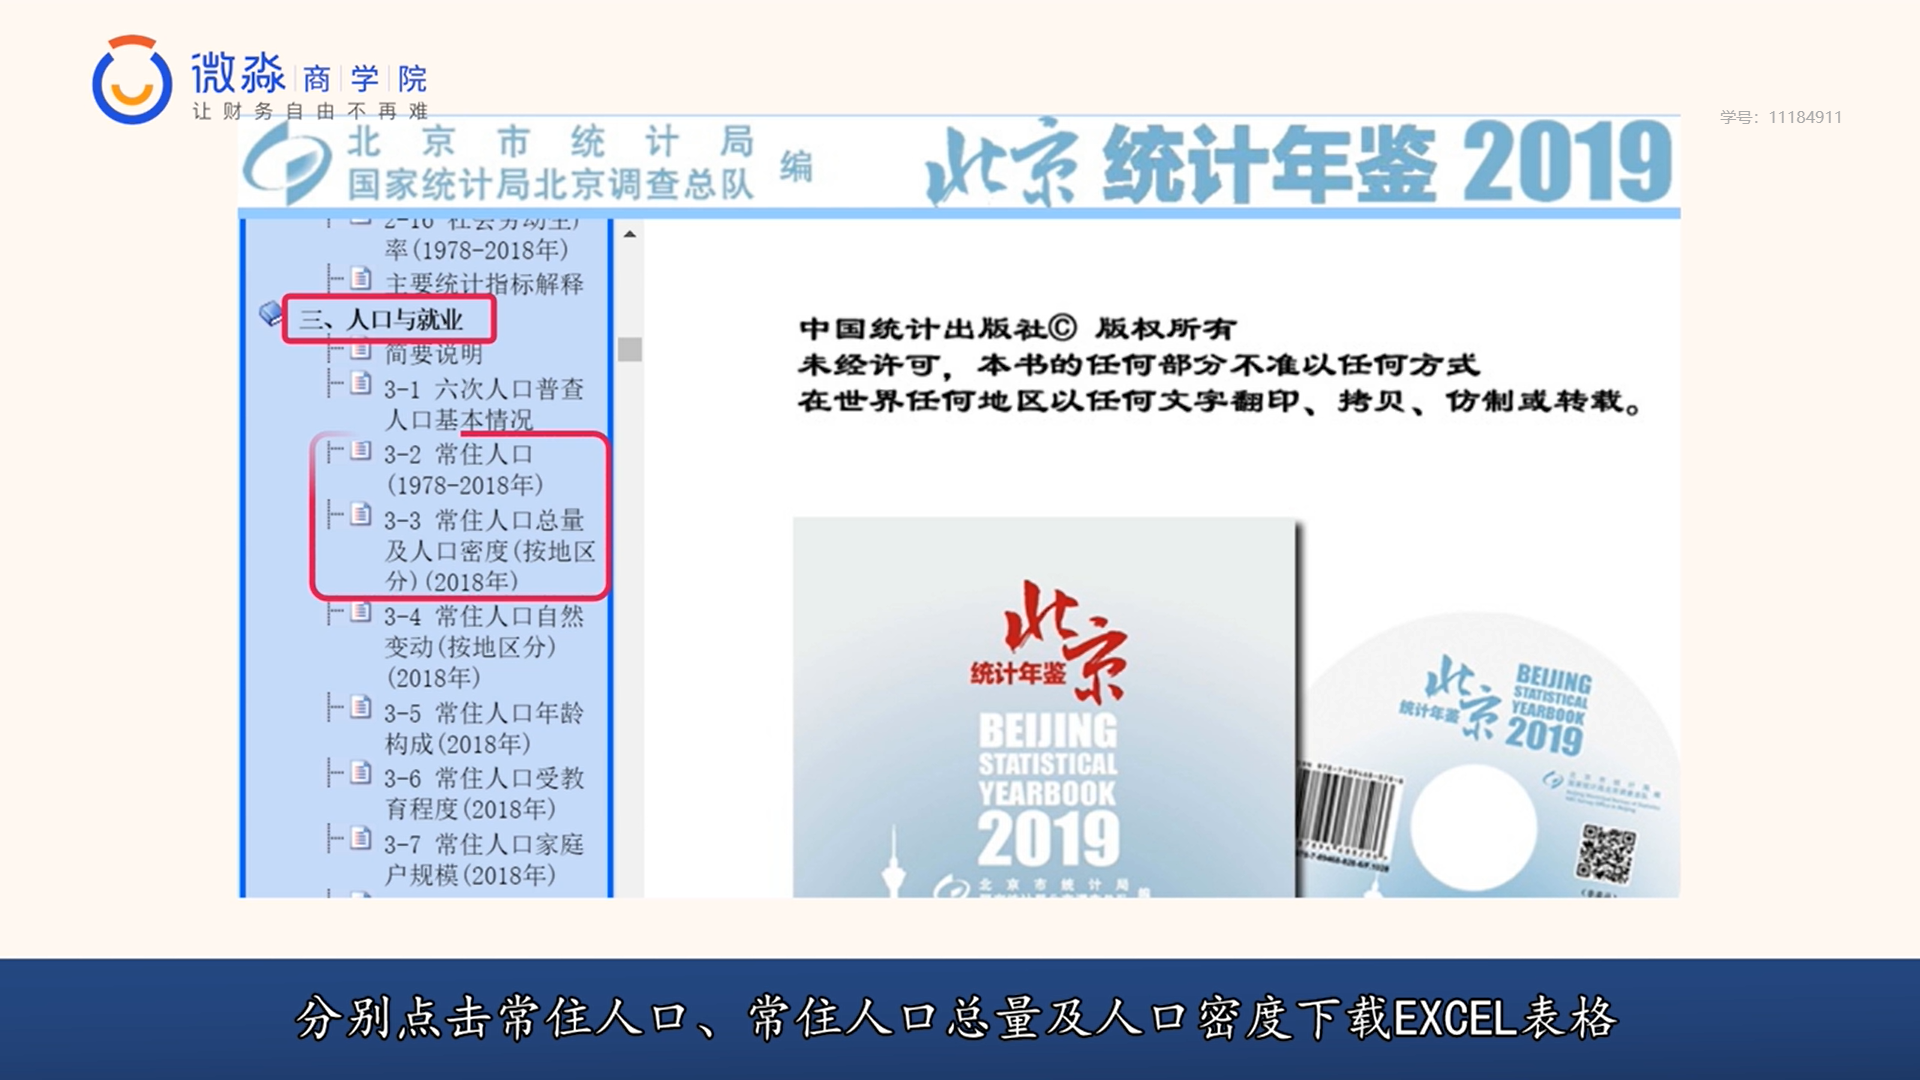 微淼 商 学 院
让财务自由不再难
学号：11184911
北京市统计局
国家统计局北京调查总队
编
北京 统计年鉴 2019
2-16 社会劳动生产
率(1978-2018年)
主要统计指标解释
三、人口与就业
简要说明
3-1 六次人口普查
人口基本情况
3-2 常住人口
(1978-2018年)
3-3 常住人口总量
及人口密度(按地区
分)(2018年)
3-4 常住人口自然
变动(按地区分)
(2018年)
3-5 常住人口年龄
构成(2018年)
3-6 常住人口受教
育程度(2018年)
3-7 常住人口家庭
户规模(2018年)
中国统计出版社© 版权所有
未经许可，本书的任何部分不准以任何方式
在世界任何地区以任何文字翻印、拷贝、仿制或转载。
北京
统计年鉴
BEIJING
STATISTICAL
YEARBOOK
2019
北京市统计局
编
北京
统计年鉴
BEIJING
STATISTICAL
YEARBOOK
2019
分别点击常住人口、常住人口总量及人口密度下载EXCEL表格